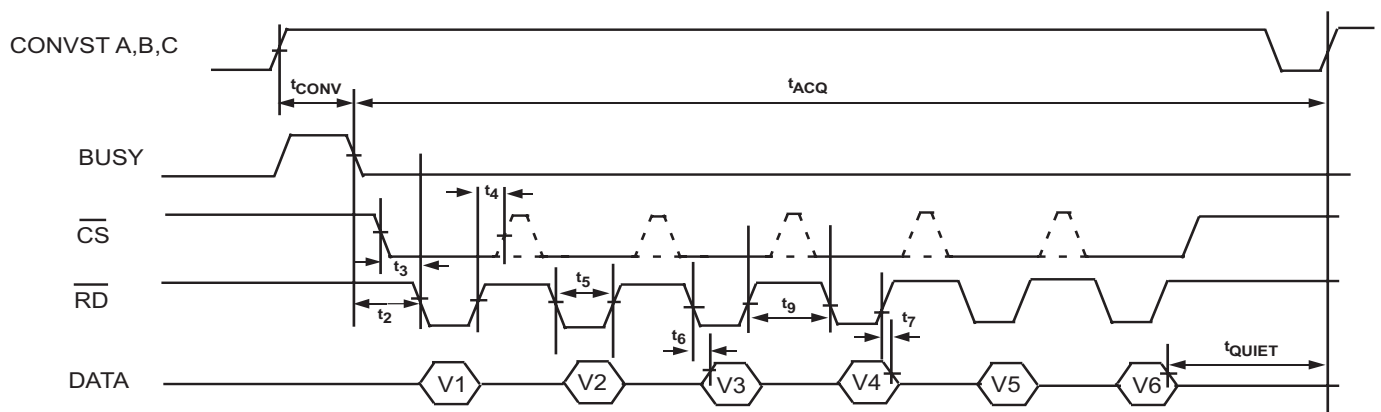 CONVST A,B,C
tCONV
tACQ
BUSY
t4
CS
t3
t5
RD
t2
t9
t6
t7
tQUIET
DATA
V1
V2
V3
V4
V5
V6